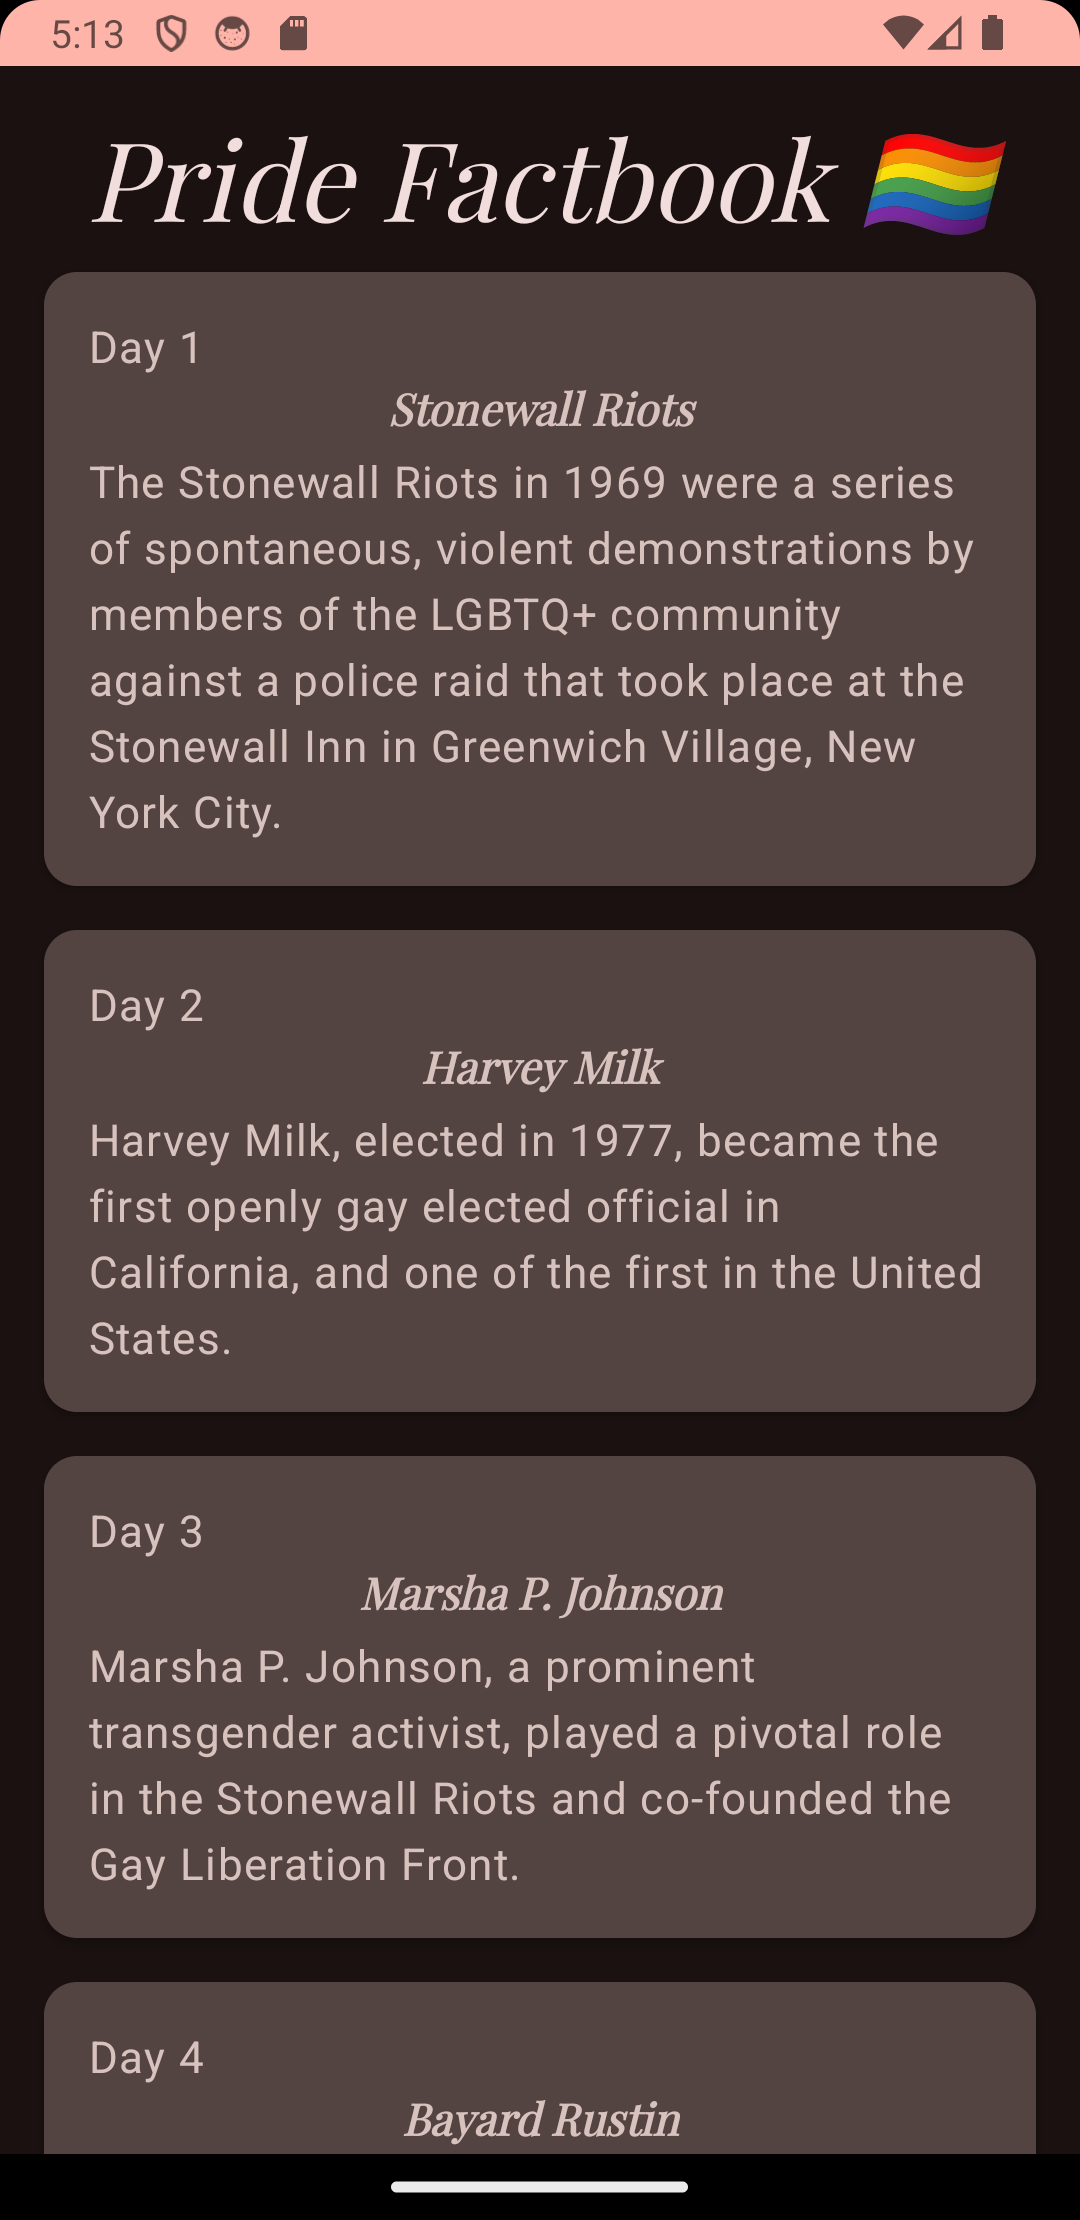 5:13
Pride Factbook 🏳️‍🌈
Day 1
Stonewall Riots
The Stonewall Riots in 1969 were a series
of spontaneous, violent demonstrations by
members of the LGBTQ+ community
against a police raid that took place at the
Stonewall Inn in Greenwich Village, New
York City.
Day 2
Harvey Milk
Harvey Milk, elected in 1977, became the
first openly gay elected official in
California, and one of the first in the United
States.
Day 3
Marsha P. Johnson
Marsha P. Johnson, a prominent
transgender activist, played a pivotal role
in the Stonewall Riots and co-founded the
Gay Liberation Front.
Day 4
Bayard Rustin